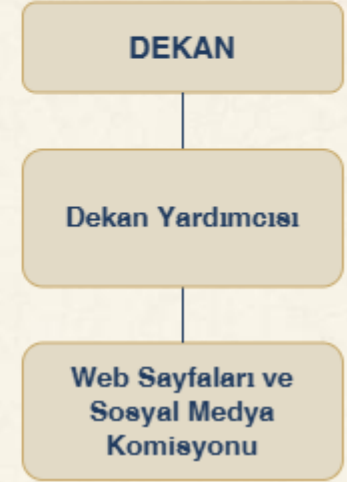 DEKAN
Dekan Yardımcısı
Web Sayfaları ve
Sosyal Medya
Komisyonu